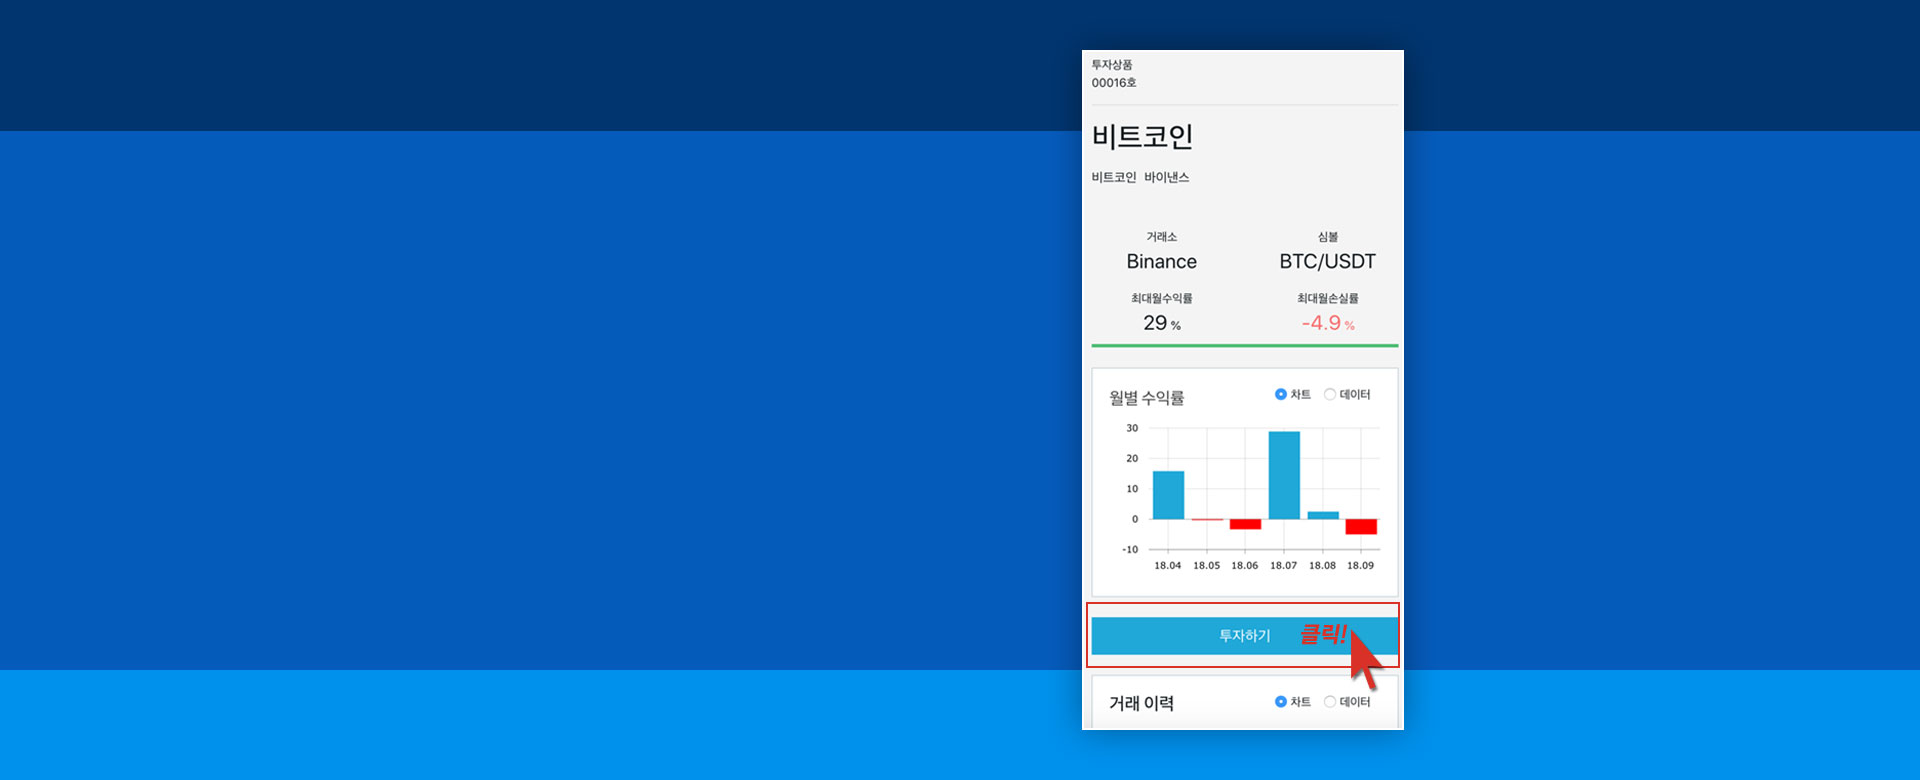 투자상품
00016호
비트코인
비트코인 바이낸스
거래소 심볼
Binance BTC/USDT
최대월수익률 최대월손실률
29 % -4.9 %
월별 수익률 차트 데이터
30
20
10
0
-10
18.04 18.05 18.06 18.07 18.08 18.09
투자하기 클릭!
거래 이력 차트 데이터